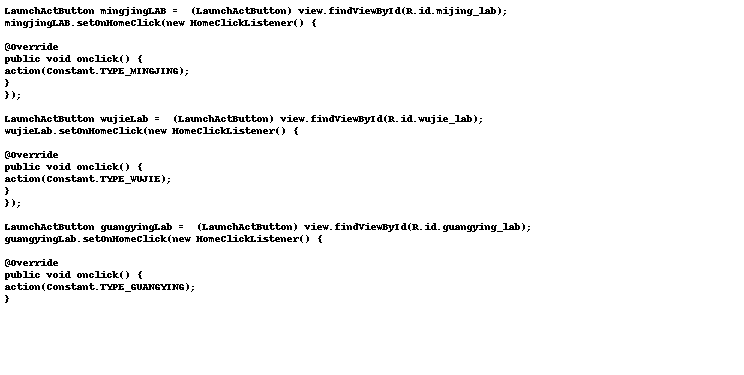 LaunchActButton mingjingLAB =  (LaunchActButton) view.findViewById(R.id.mijing_lab);
mingjingLAB.setOnHomeClick(new HomeClickListener() {
@Override
public void onclick() {
action(Constant.TYPE_MINGJING);
}
});
LaunchActButton wujieLab =  (LaunchActButton) view.findViewById(R.id.wujie_lab);
wujieLab.setOnHomeClick(new HomeClickListener() {
@Override
public void onclick() {
action(Constant.TYPE_WUJIE);
}
});
LaunchActButton guangyingLab =  (LaunchActButton) view.findViewById(R.id.guangying_lab);
guangyingLab.setOnHomeClick(new HomeClickListener() {
@Override
public void onclick() {
action(Constant.TYPE_GUANGYING);
}